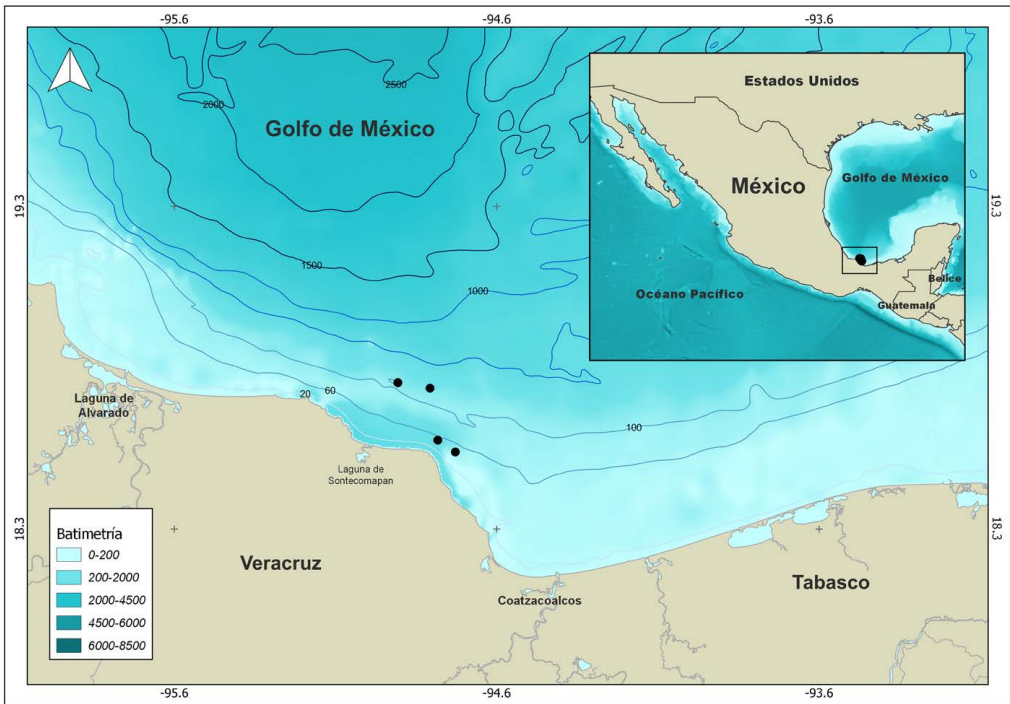 -95.6
-94.6
-93.6
2500
2000
Golfo de México
Estados Unidos
México
Golfo de México
Océano Pacífico
Belice
Guatemala
19.3
19.3
1500
1000
20
60
100
Laguna de
Alvarado
Laguna de
Sontecomapan
18.3
18.3
Batimetría
0-200
200-2000
2000-4500
4500-6000
6000-8500
Veracruz
Coatzacoalcos
Tabasco
-95.6
-94.6
-93.6